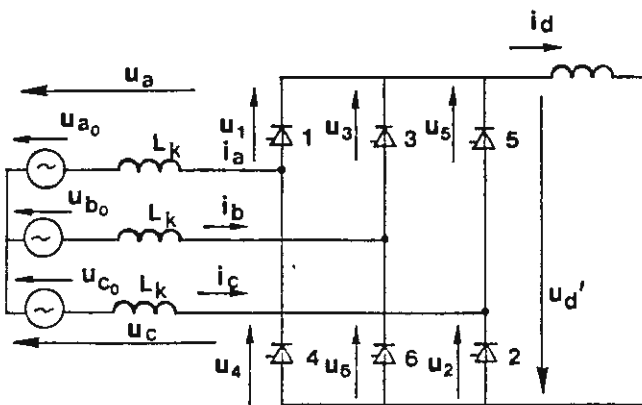 i_d
u_a
u_a₀
L_k
u_1
1
u_3
3
u_5
5
i_a
u_b₀
L_k
i_b
u_c₀
L_k
i_c
u_d'
u_c
u_4
4
u_5
6
u_2
2